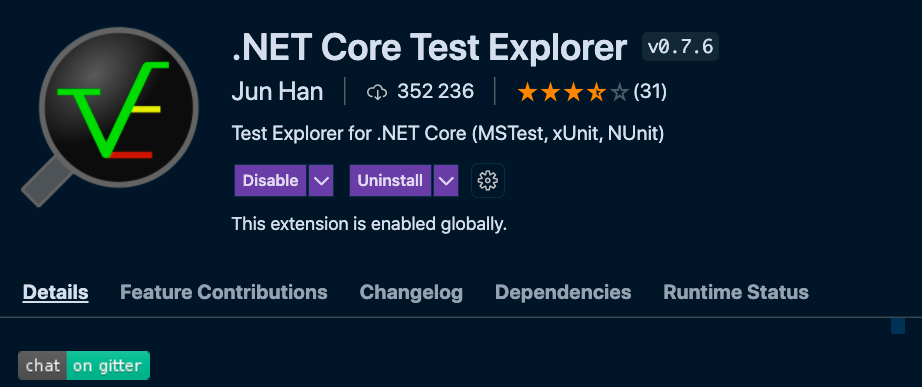 .NET Core Test Explorer v0.7.6
Jun Han 352 236 (31)
Test Explorer for .NET Core (MSTest, xUnit, NUnit)
Disable Uninstall
This extension is enabled globally.
Details Feature Contributions Changelog Dependencies Runtime Status
chat on gitter